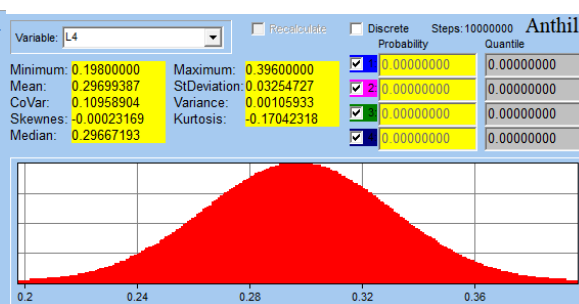 Variable: L4 Recalculate Discrete Steps:10000000 Anthil
Probability Quantile
Minimum: 0.19800000 Maximum: 0.39600000 1 0.00000000 0.00000000
Mean: 0.29699387 StDeviation: 0.03254727 2 0.00000000 0.00000000
CoVar: 0.10958904 Variance: 0.00105933 3 0.00000000 0.00000000
Skewnes: -0.00023169 Kurtosis: -0.17042318 0.00000000 0.00000000
Median: 0.29667193
0.2 0.24 0.28 0.32 0.36